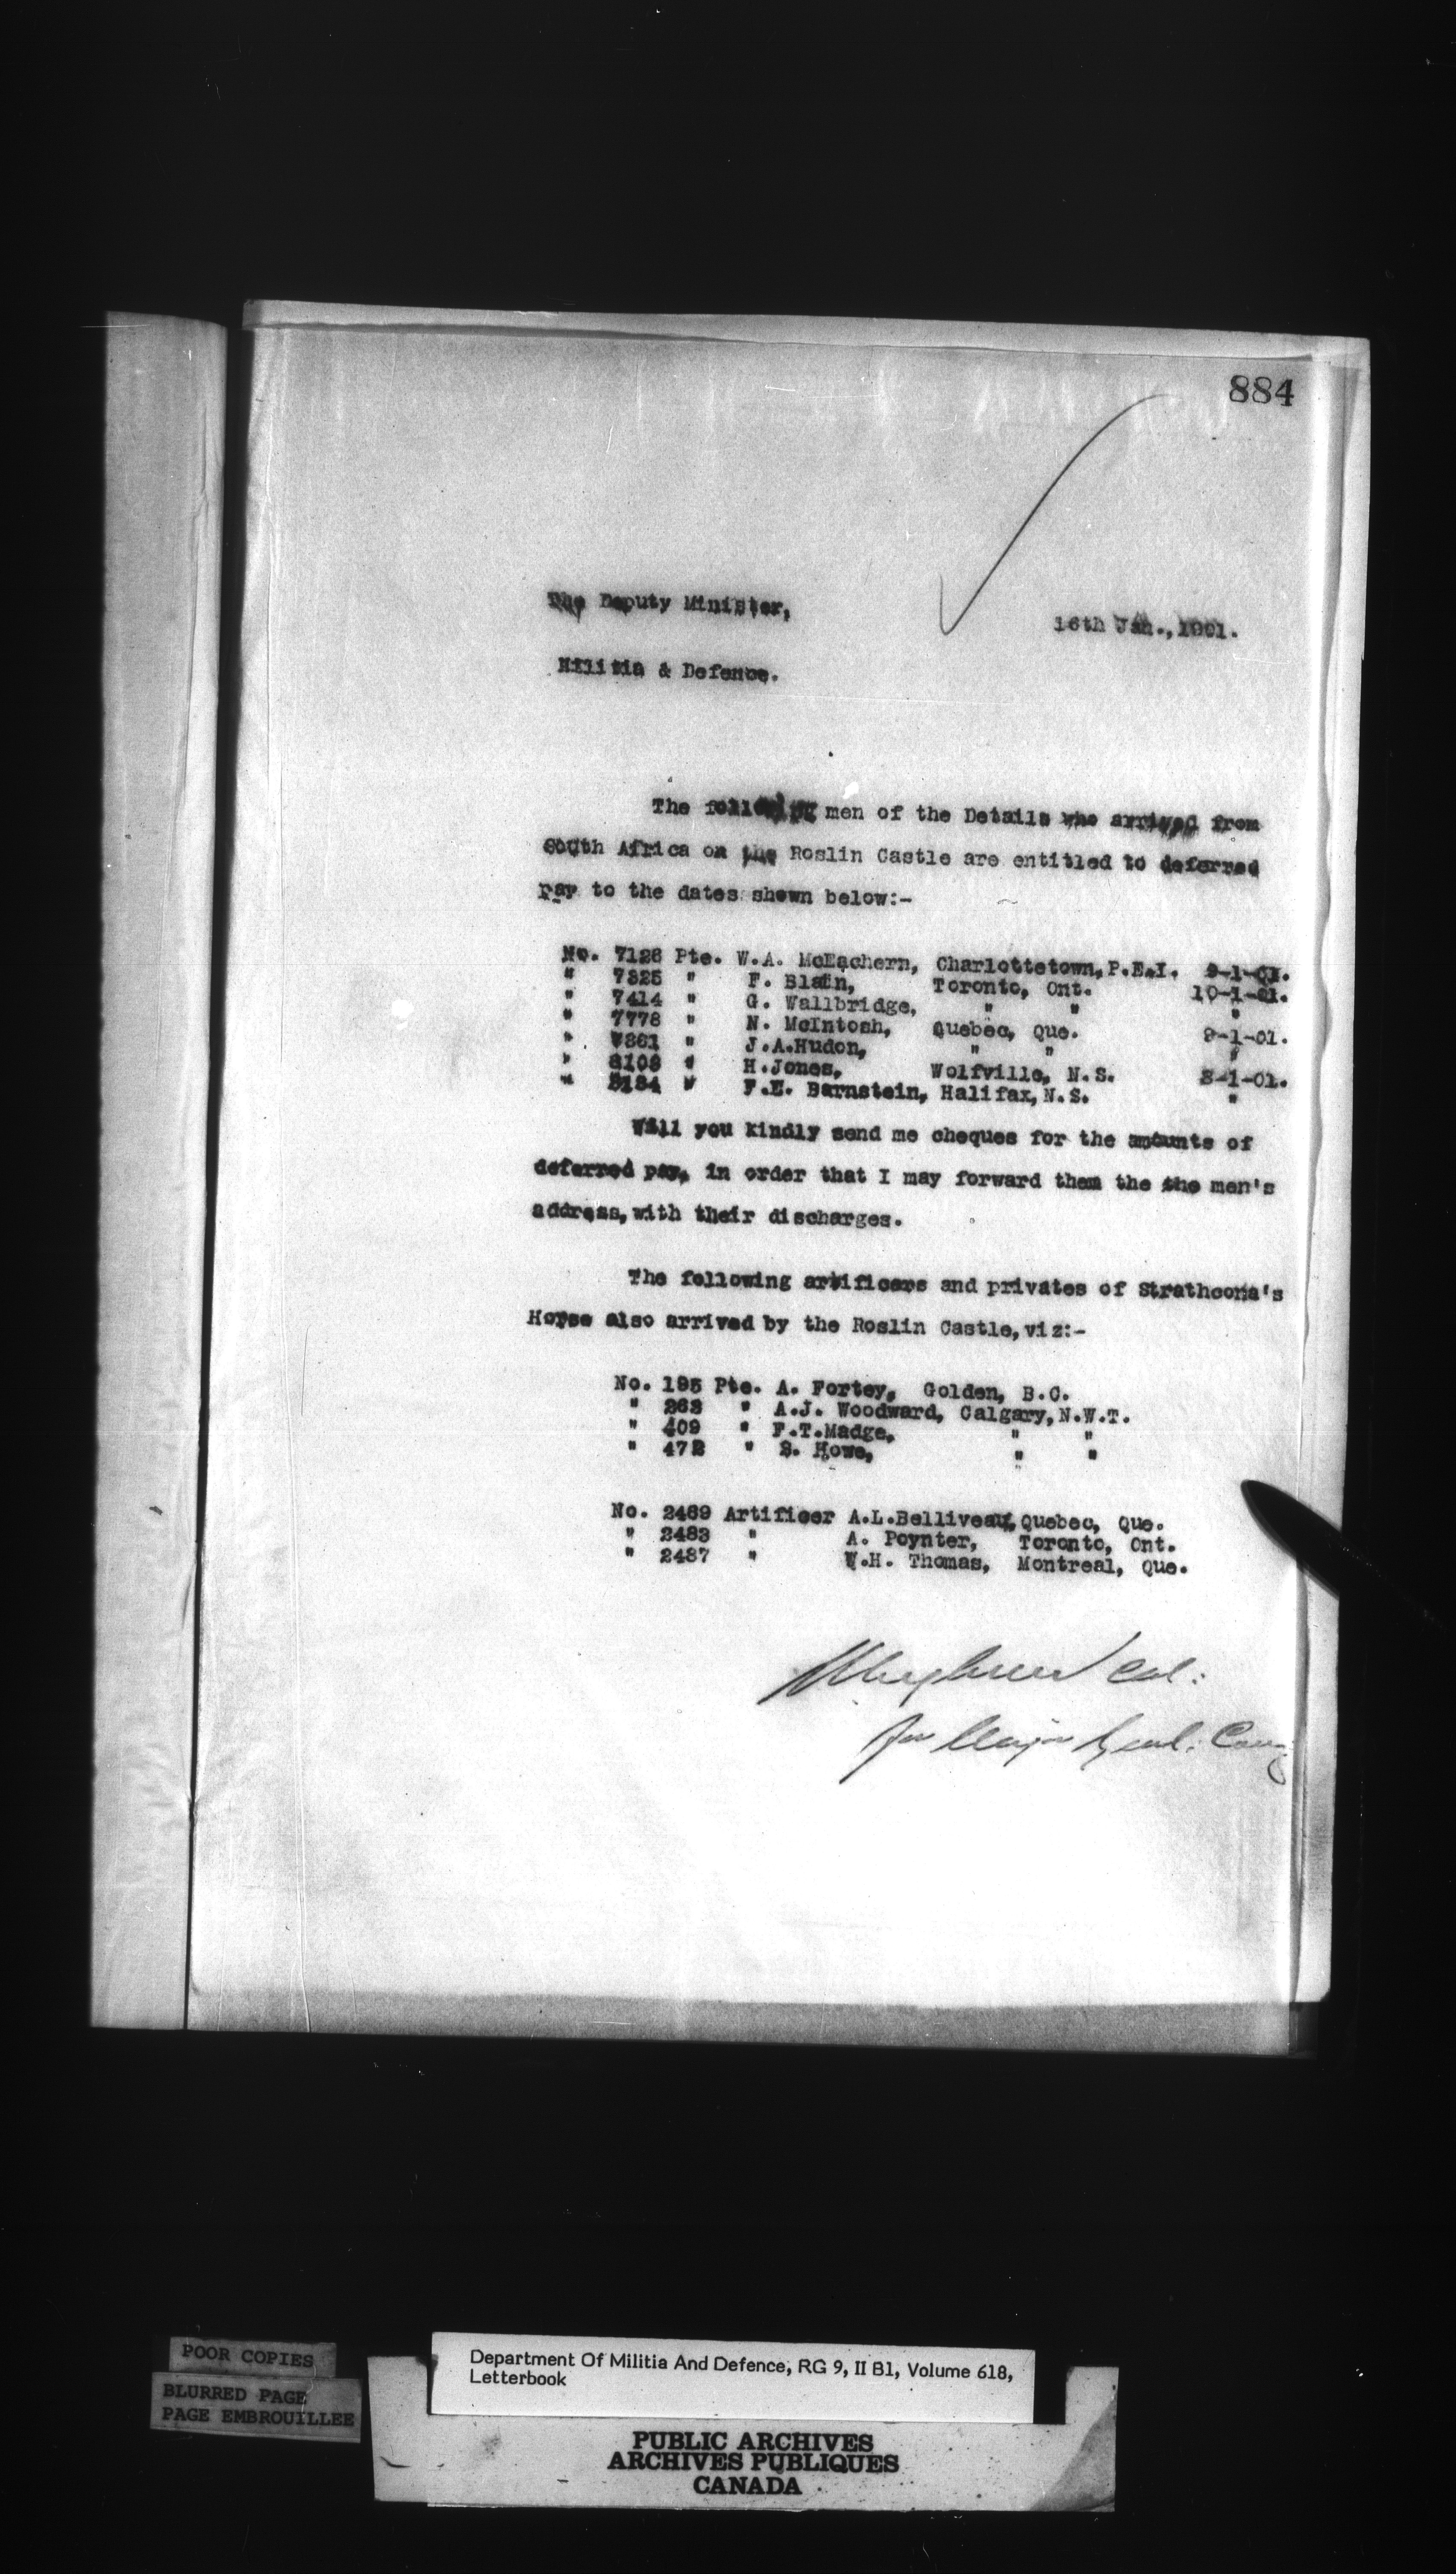 884
The Deputy Minister,
16th Jan., 1901.
Militia & Defence.
The following men of the Details who arrived from
South Africa on the Roslin Castle are entitled to deferred
pay to the dates shown below:-
No. 7126 Pte. W.A. McEachern, Charlottetown, P.E.I. 9-1-01.
" 7325 " F. Blain, Toronto, Ont. 10-1-01.
" 7414 " G. Wallbridge, " " "
" 7778 " N. McIntosh, Quebec, Que. 9-1-01.
" 7861 " J.A.Hudon, " " "
" 8108 " H.Jones, Wolfville, N.S. 8-1-01.
" 8184 " F.E. Barnstein, Halifax, N.S. "
Will you kindly send me cheques for the amounts of
deferred pay, in order that I may forward them the the men's
address, with their discharges.
The following artificers and privates of Strathcona's
Horse also arrived by the Roslin Castle, viz:-
No. 195 Pte. A. Fortey, Golden, B.C.
" 263 " A.J. Woodward, Calgary, N.W.T.
" 409 " F.T.Madge, " "
" 472 " S. Howe, " "
No. 2469 Artificer A.L.Belliveau, Quebec, Que.
" 2483 " A. Poynter, Toronto, Ont.
" 2487 " W.H. Thomas, Montreal, Que.
Col:
for Major Genl: Comg
POOR COPIES
BLURRED PAGE
PAGE EMBROUILLEE
Department Of Militia And Defence, RG 9, II B1, Volume 618,
Letterbook
PUBLIC ARCHIVES
ARCHIVES PUBLIQUES
CANADA